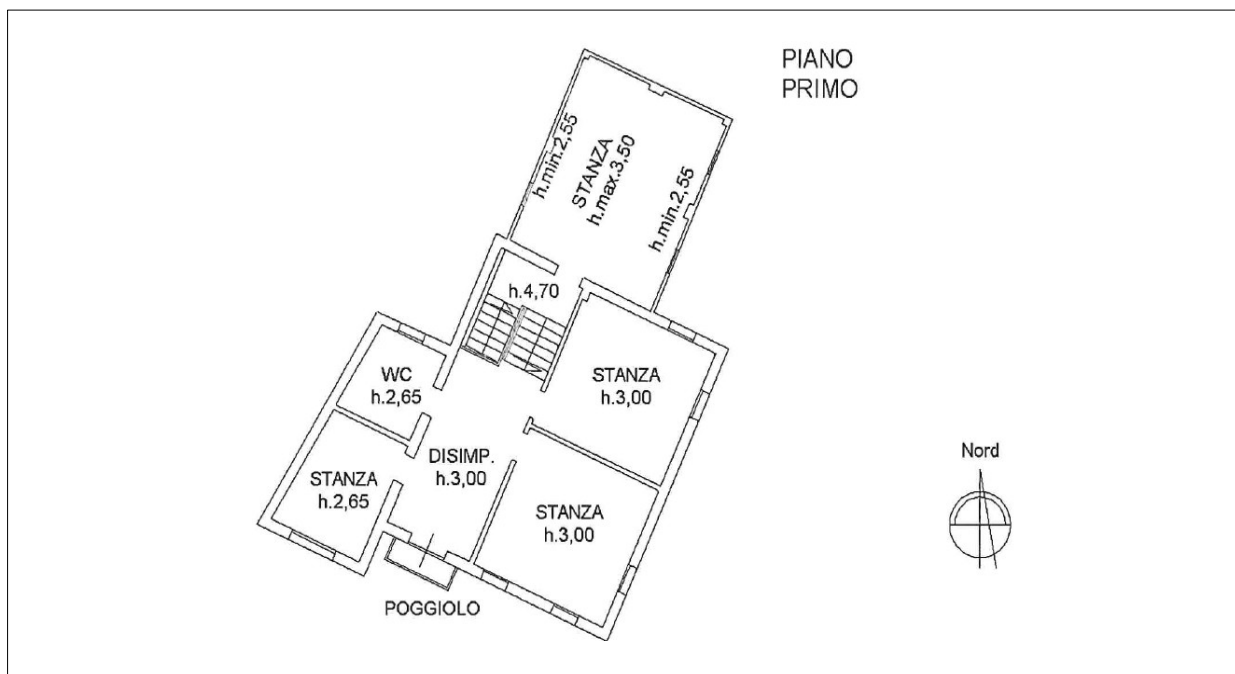 PIANO
PRIMO
h.min.2,55
STANZA
h.max.3,50
h.min.2,55
h.4,70
WC
h.2,65
STANZA
h.3,00
DISIMP.
h.3,00
STANZA
h.2,65
STANZA
h.3,00
POGGIOLO
Nord